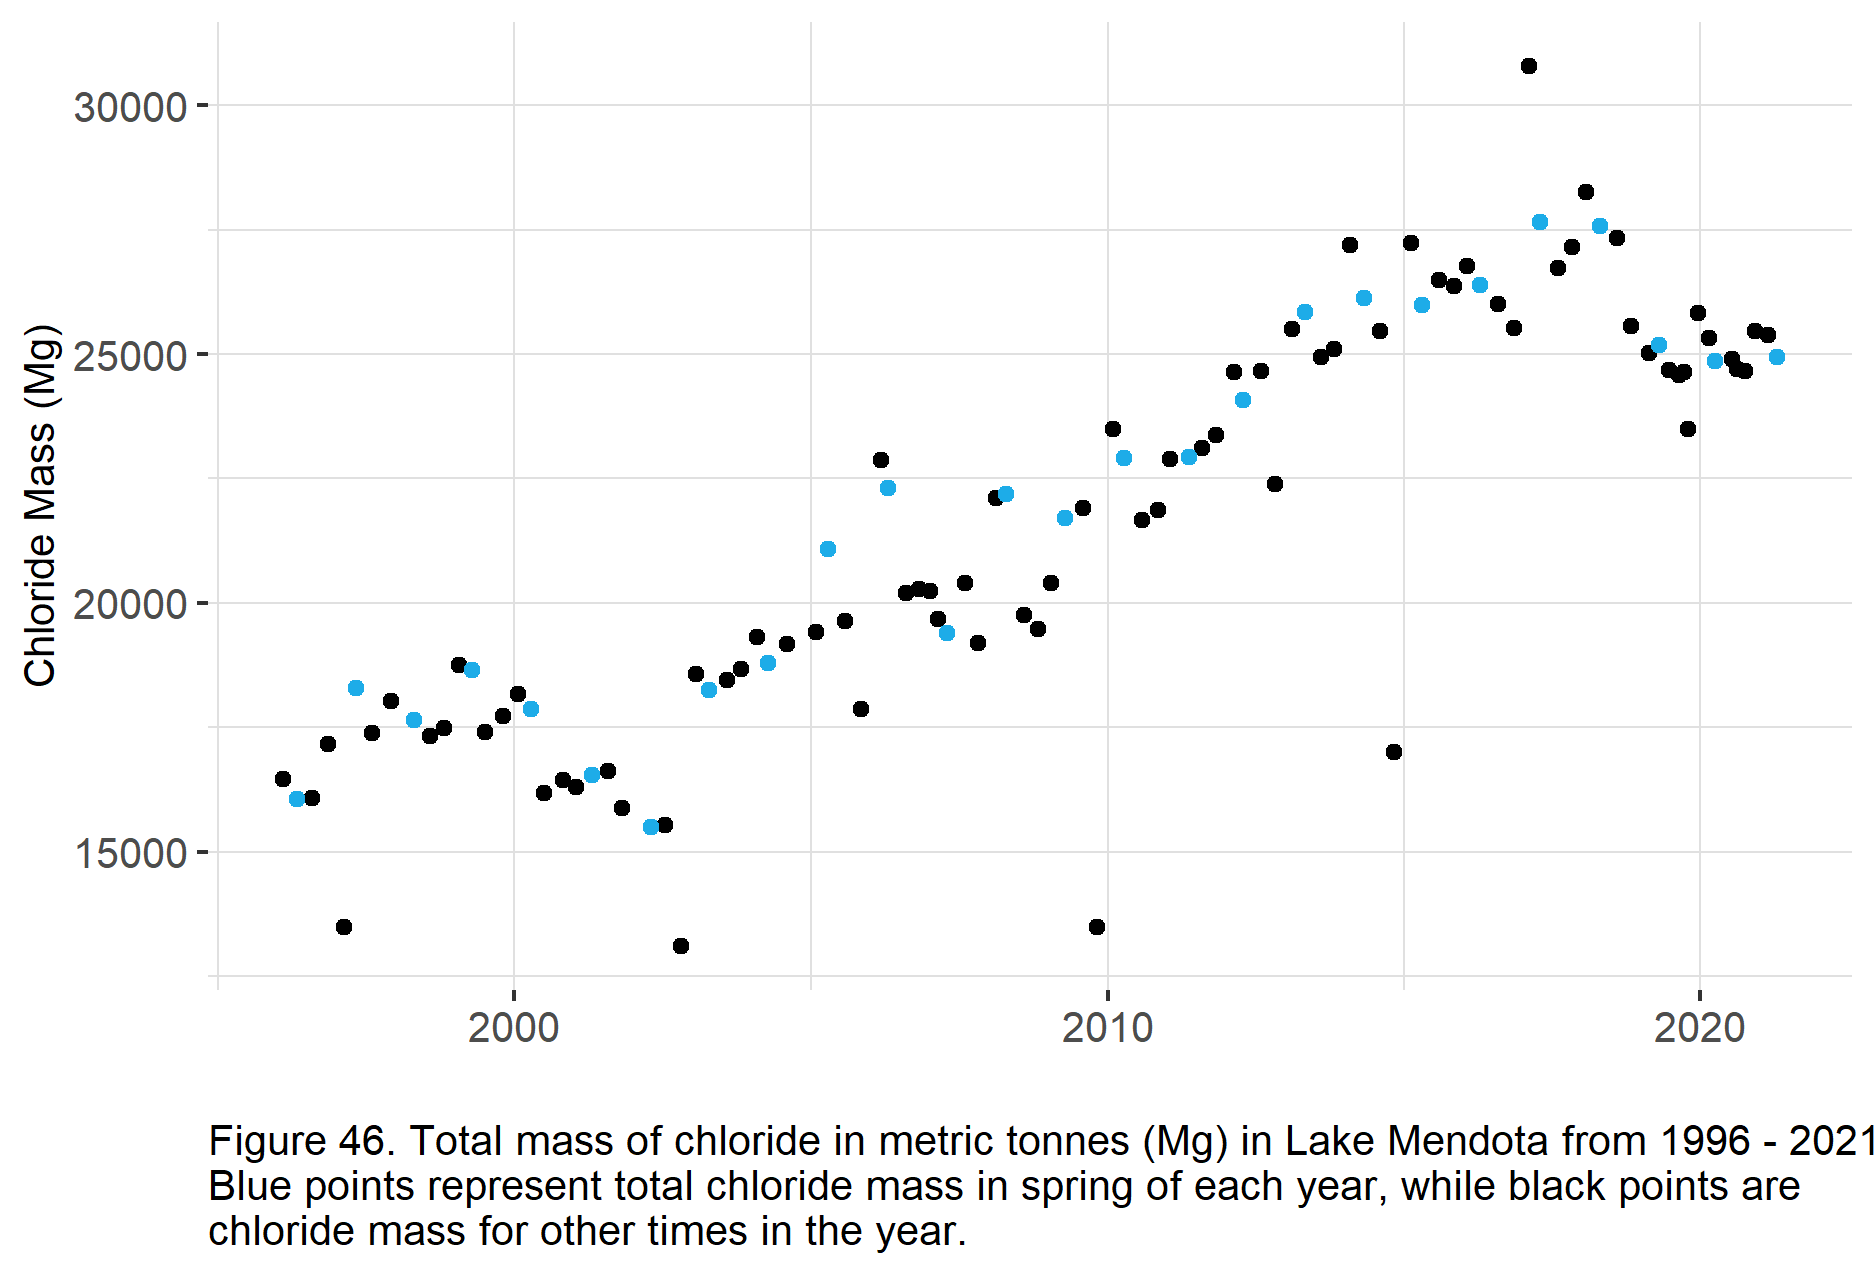 30000
25000
20000
15000
Chloride Mass (Mg)
2000 2010 2020
Figure 46. Total mass of chloride in metric tonnes (Mg) in Lake Mendota from 1996 - 2021
Blue points represent total chloride mass in spring of each year, while black points are
chloride mass for other times in the year.